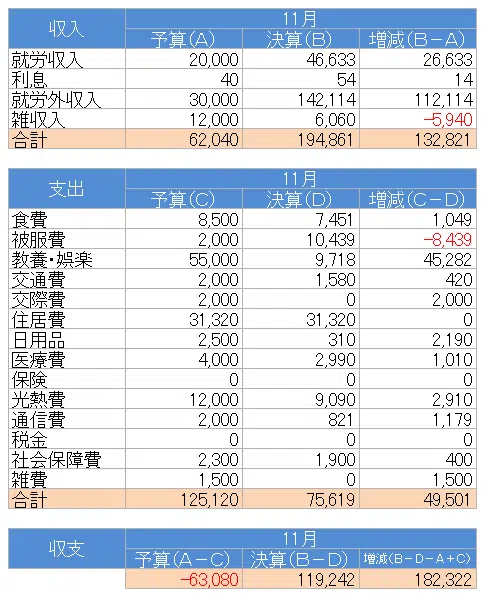 収入 11月
予算(A) 決算(B) 増減(B-A)
就労収入 20,000 46,633 26,633
利息 40 54 14
就労外収入 30,000 142,114 112,114
雑収入 12,000 6,060 -5,940
合計 62,040 194,861 132,821
支出 11月
予算(C) 決算(D) 増減(C-D)
食費 8,500 7,451 1,049
被服費 2,000 10,439 -8,439
教養・娯楽 55,000 9,718 45,282
交通費 2,000 1,580 420
交際費 2,000 0 2,000
住居費 31,320 31,320 0
日用品 2,500 310 2,190
医療費 4,000 2,990 1,010
保険 0 0 0
光熱費 12,000 9,090 2,910
通信費 2,000 821 1,179
税金 0 0 0
社会保障費 2,300 1,900 400
雑費 1,500 0 1,500
合計 125,120 75,619 49,501
収支 11月
予算(A-C) 決算(B-D) 増減(B-D-A+C)
-63,080 119,242 182,322